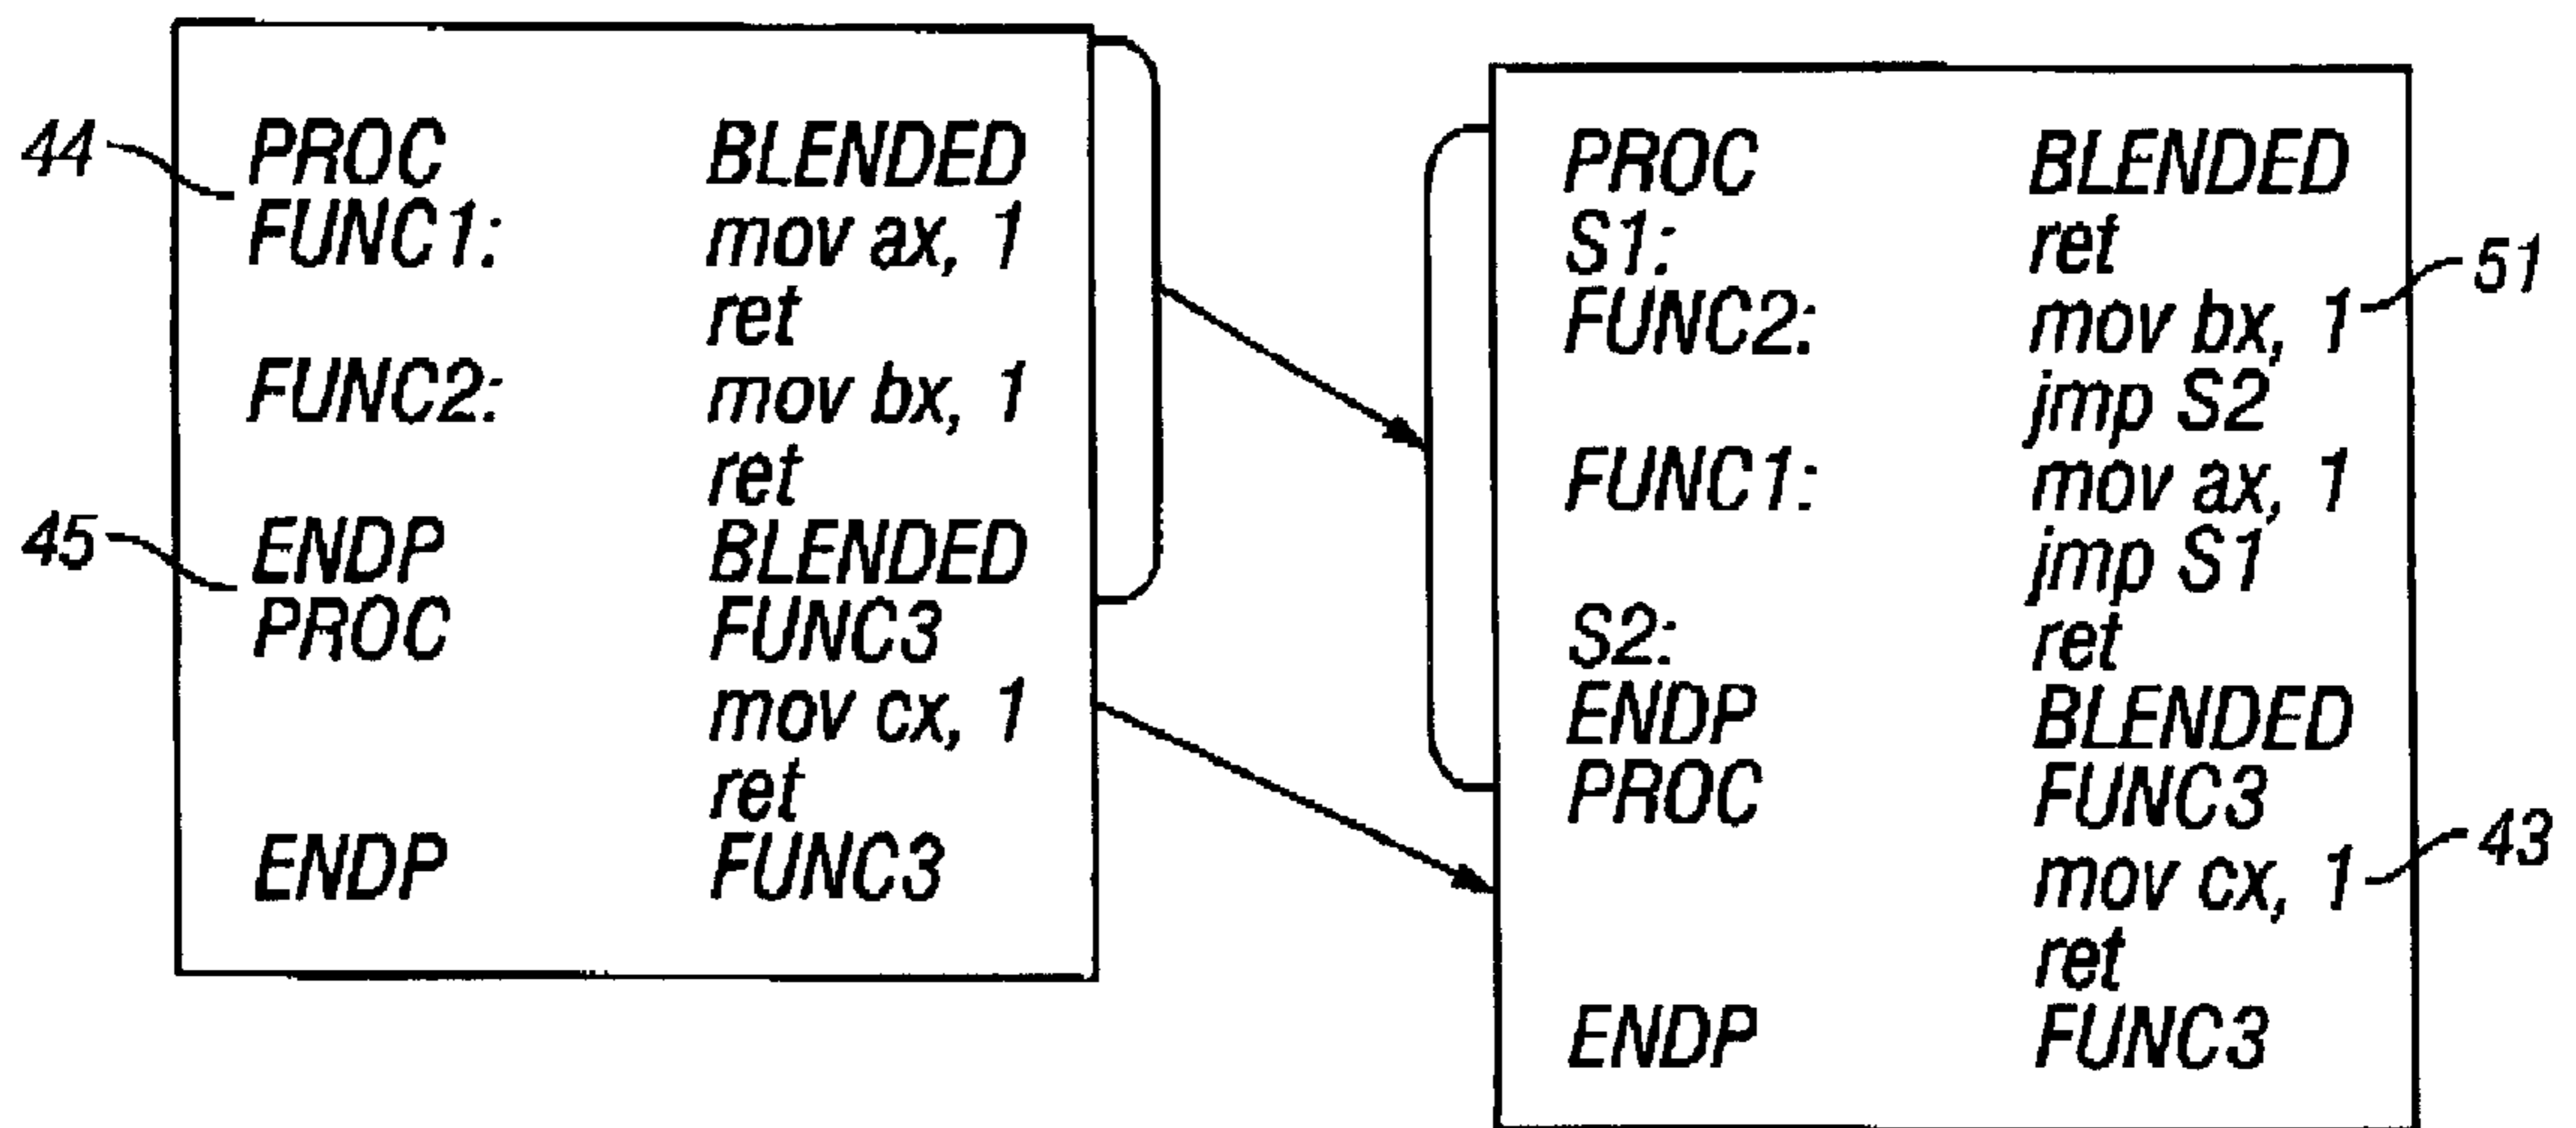 44
PROC BLENDED
FUNC1: mov ax, 1
ret
FUNC2: mov bx, 1
ret
45
ENDP BLENDED
PROC FUNC3
mov cx, 1
ret
ENDP FUNC3
PROC BLENDED
S1: ret
51
FUNC2: mov bx, 1
jmp S2
FUNC1: mov ax, 1
jmp S1
S2: ret
ENDP BLENDED
PROC FUNC3
43
mov cx, 1
ret
ENDP FUNC3